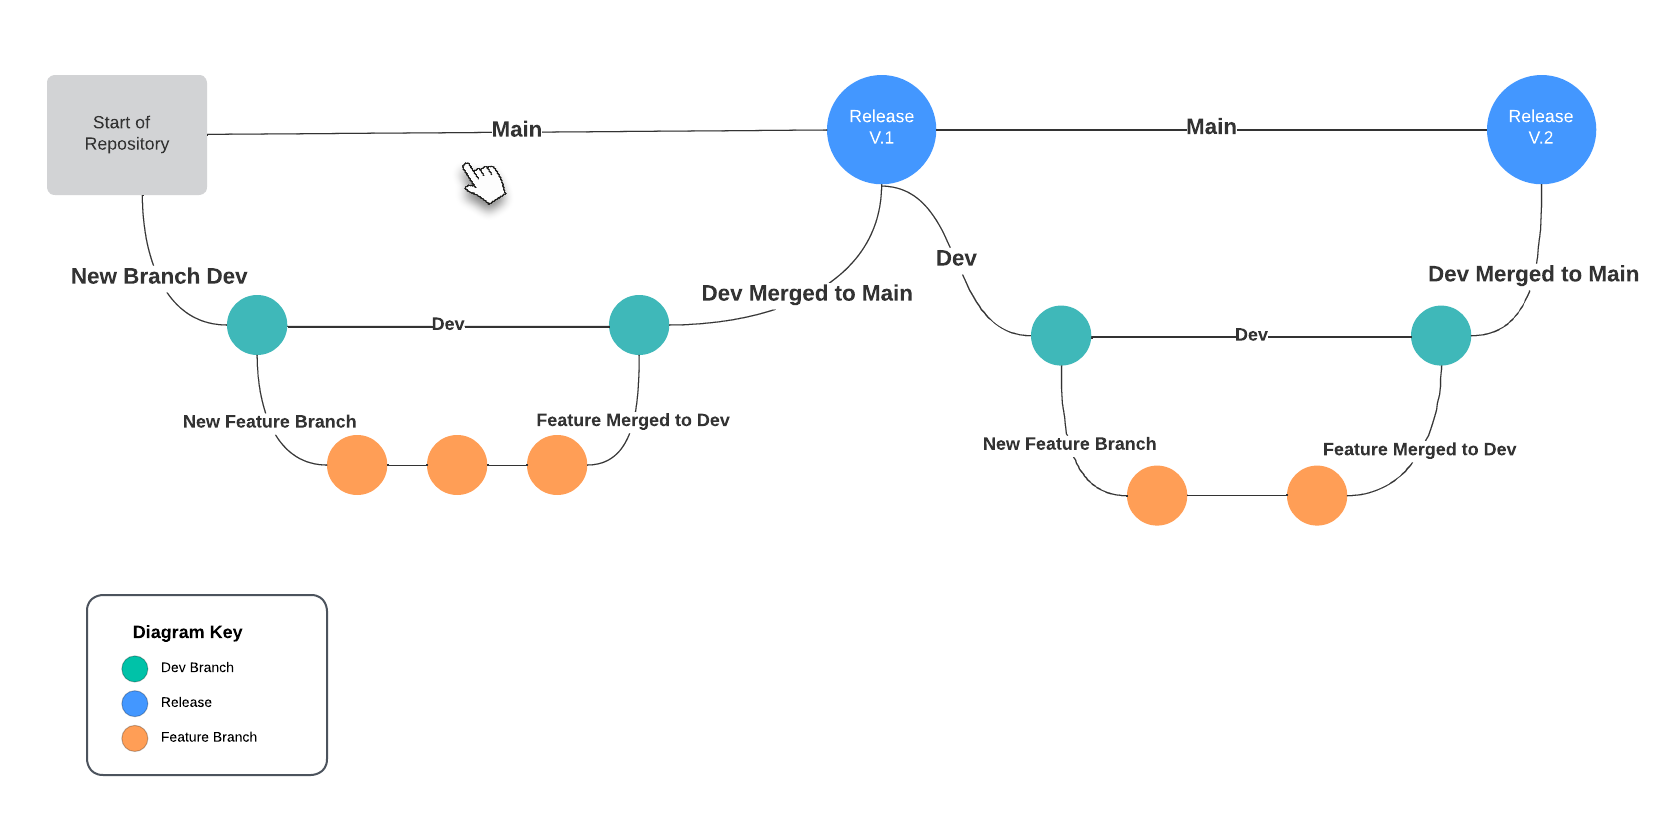 Start of
Repository
Main
Release
V.1
Main
Release
V.2
New Branch Dev
Dev
Dev Merged to Main
Dev
Dev Merged to Main
Dev
New Feature Branch
Feature Merged to Dev
New Feature Branch
Feature Merged to Dev
Diagram Key
Dev Branch
Release
Feature Branch